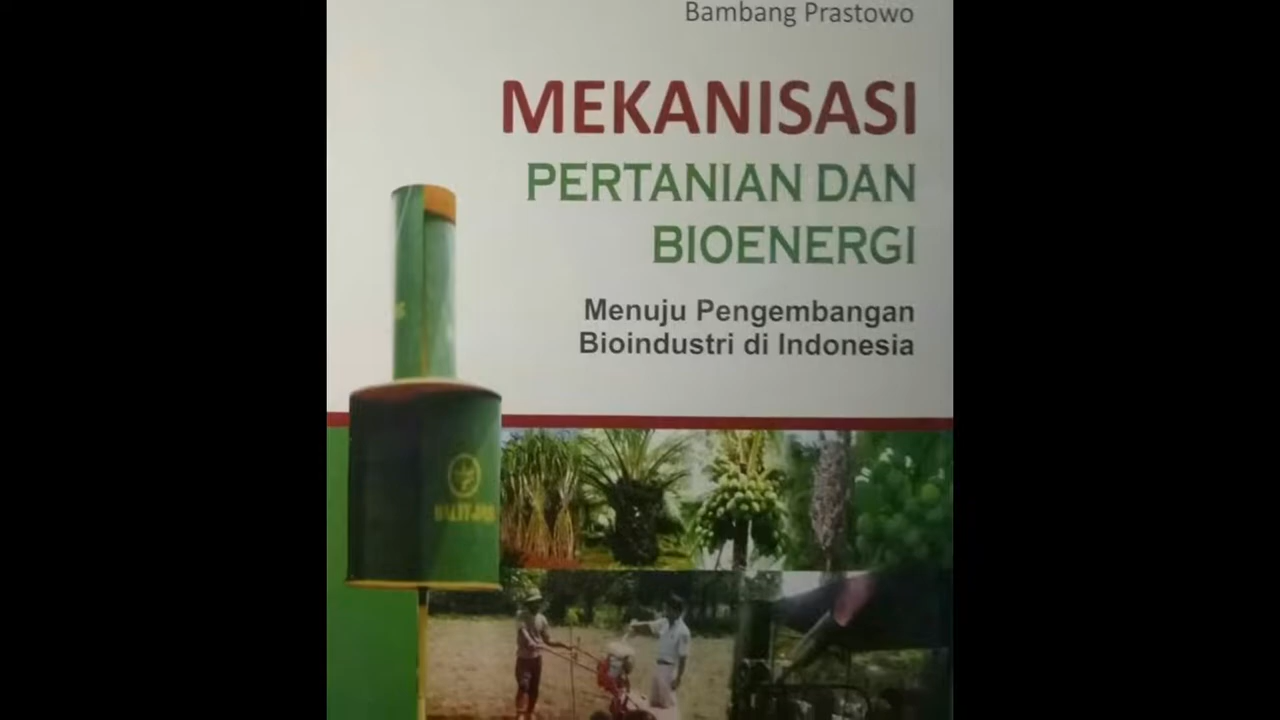 Bambang Prastowo
MEKANISASI
PERTANIAN DAN
BIOENERGI
Menuju Pengembangan
Bioindustri di Indonesia